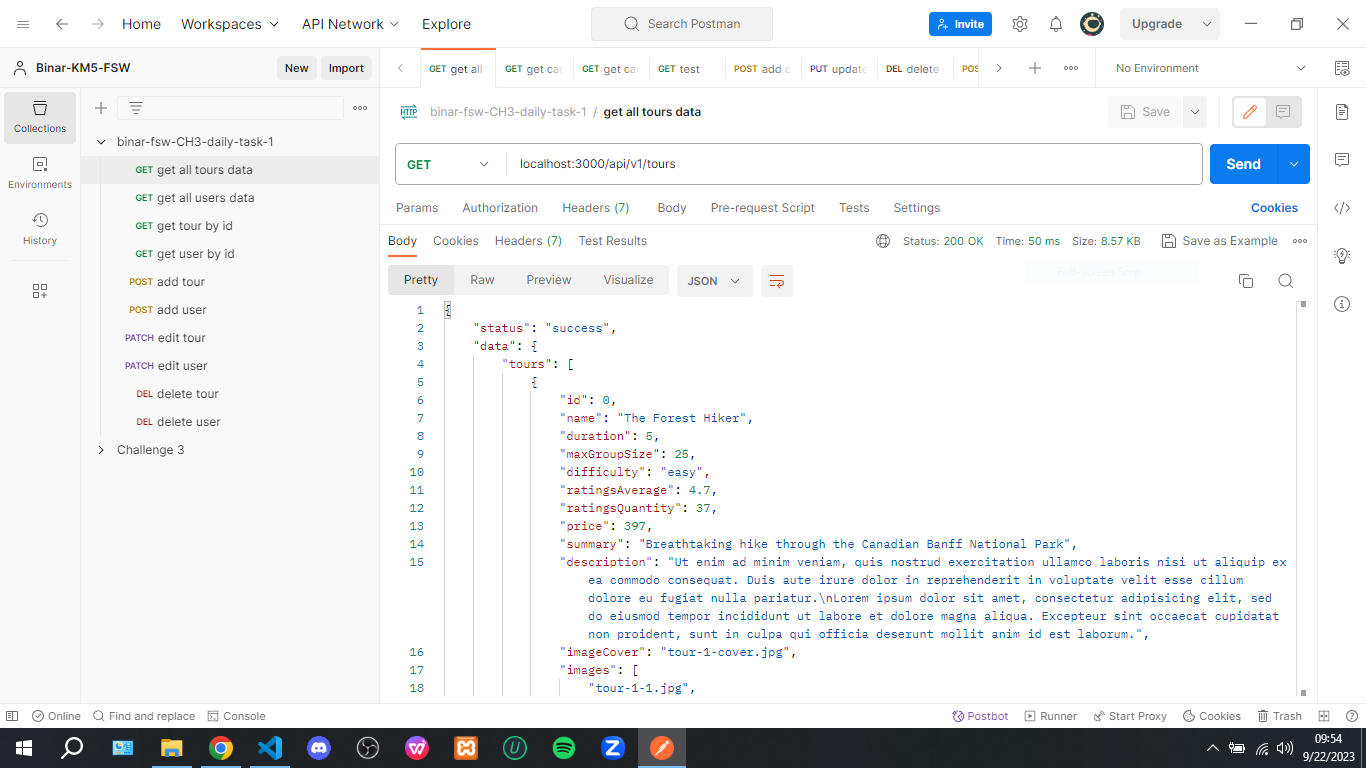 Home Workspaces API Network Explore Search Postman Invite Upgrade
Binar-KM5-FSW New Import GET get all GET get car GET get car GET test POST add c PUT update DEL delete POS No Environment
Collections
Environments
History
binar-fsw-CH3-daily-task-1
GET get all tours data
GET get all users data
GET get tour by id
GET get user by id
POST add tour
POST add user
PATCH edit tour
PATCH edit user
DEL delete tour
DEL delete user
Challenge 3
HTTP binar-fsw-CH3-daily-task-1 / get all tours data Save
GET localhost:3000/api/v1/tours Send
Params Authorization Headers (7) Body Pre-request Script Tests Settings Cookies
Body Cookies Headers (7) Test Results Status: 200 OK Time: 50 ms Size: 8.57 KB Save as Example
Pretty Raw Preview Visualize JSON
1 {
2 "status": "success",
3 "data": {
4 "tours": [
5 {
6 "id": 0,
7 "name": "The Forest Hiker",
8 "duration": 5,
9 "maxGroupSize": 25,
10 "difficulty": "easy",
11 "ratingsAverage": 4.7,
12 "ratingsQuantity": 37,
13 "price": 397,
14 "summary": "Breathtaking hike through the Canadian Banff National Park",
15 "description": "Ut enim ad minim veniam, quis nostrud exercitation ullamco laboris nisi ut aliquip ex
ea commodo consequat. Duis aute irure dolor in reprehenderit in voluptate velit esse cillum
dolore eu fugiat nulla pariatur.\nLorem ipsum dolor sit amet, consectetur adipisicing elit, sed
do eiusmod tempor incididunt ut labore et dolore magna aliqua. Excepteur sint occaecat cupidatat
non proident, sunt in culpa qui officia deserunt mollit anim id est laborum.",
16 "imageCover": "tour-1-cover.jpg",
17 "images": [
18 "tour-1-1.jpg",
Online Find and replace Console Postbot Runner Start Proxy Cookies Trash
09:54
9/22/2023